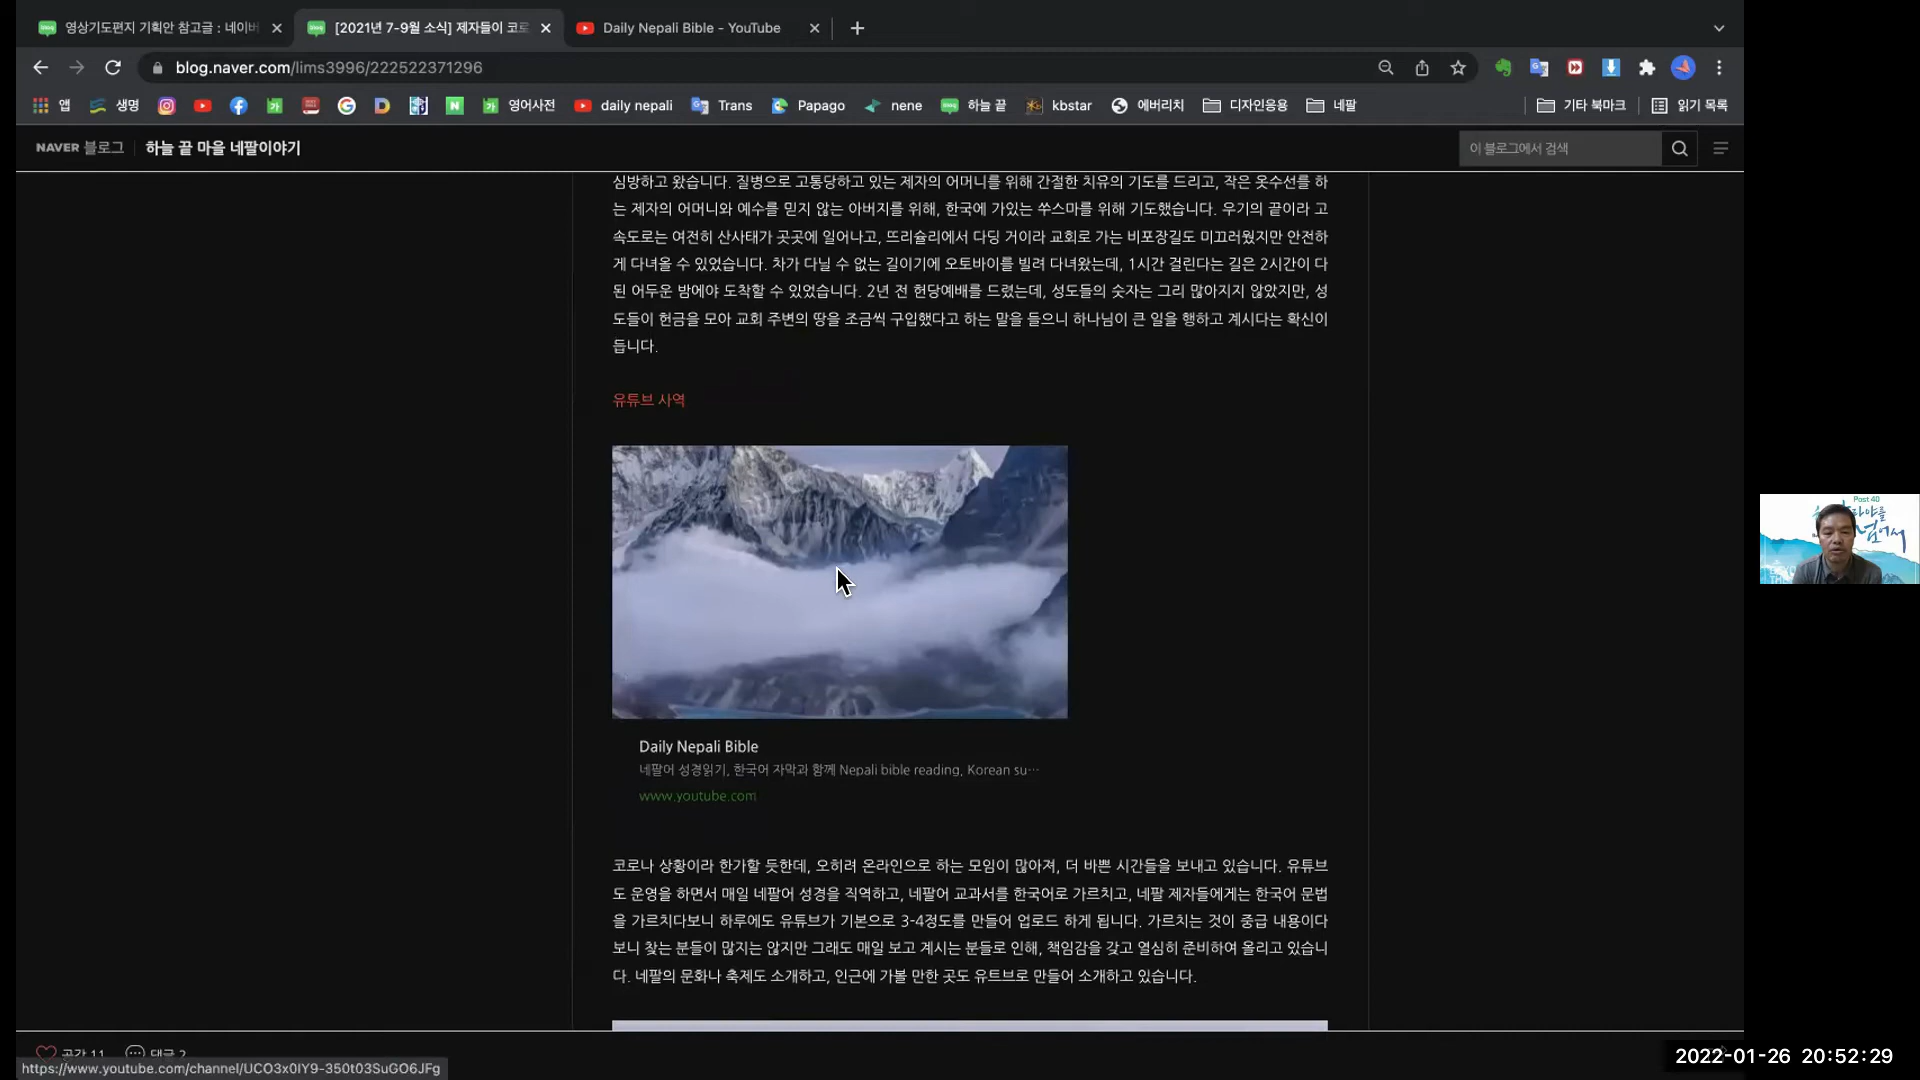 영상기도편지 기획안 참고글 : 네이버
[2021년 7-9월 소식] 제자들이 코로
Daily Nepali Bible - YouTube
blog.naver.com/lims3996/222522371296
앱 생명 영어사전 daily nepali Trans Papago nene 하늘 끝 kbstar 에버리치 디자인응용 네팔 기타 북마크 읽기 목록
NAVER 블로그 하늘 끝 마을 네팔이야기 이 블로그에서 검색
심방하고 왔습니다. 질병으로 고통당하고 있는 제자의 어머니를 위해 간절한 치유의 기도를 드리고, 작은 옷수선를 하
는 제자의 어머니와 예수를 믿지 않는 아버지를 위해, 한국에 가있는 쑤스마를 위해 기도했습니다. 우기의 끝이라 고
속도로는 여전히 산사태가 곳곳에 일어나고, 뜨리슐리에서 다딩 거이라 교회로 가는 비포장길도 미끄러웠지만 안전하
게 다녀올 수 있었습니다. 차가 다닐 수 없는 길이기에 오토바이를 빌려 다녀왔는데, 1시간 걸린다는 길은 2시간이 다
된 어두운 밤에야 도착할 수 있었습니다. 2년 전 헌당예배를 드렸는데, 성도들의 숫자는 그리 많아지지 않았지만, 성
도들이 헌금을 모아 교회 주변의 땅을 조금씩 구입했다고 하는 말을 들으니 하나님이 큰 일을 행하고 계시다는 확신이
듭니다.
유튜브 사역
Daily Nepali Bible
네팔어 성경읽기, 한국어 자막과 함께 Nepali bible reading, Korean su…
www.youtube.com
코로나 상황이라 한가할 듯한데, 오히려 온라인으로 하는 모임이 많아져, 더 바쁜 시간들을 보내고 있습니다. 유튜브
도 운영을 하면서 매일 네팔어 성경을 직역하고, 네팔어 교과서를 한국어로 가르치고, 네팔 제자들에게는 한국어 문법
을 가르치다보니 하루에도 유튜브가 기본으로 3-4정도를 만들어 업로드 하게 됩니다. 가르치는 것이 중급 내용이다
보니 찾는 분들이 많지는 않지만 그래도 매일 보고 계시는 분들로 인해, 책임감을 갖고 열심히 준비하여 올리고 있습니
다. 네팔의 문화나 축제도 소개하고, 인근에 가볼 만한 곳도 유트브로 만들어 소개하고 있습니다.
공감 11 댓글 2
https://www.youtube.com/channel/UCO3x0IY9-350t03SuGO6JFg
Post 40
넘어서
2022-01-26 20:52:29